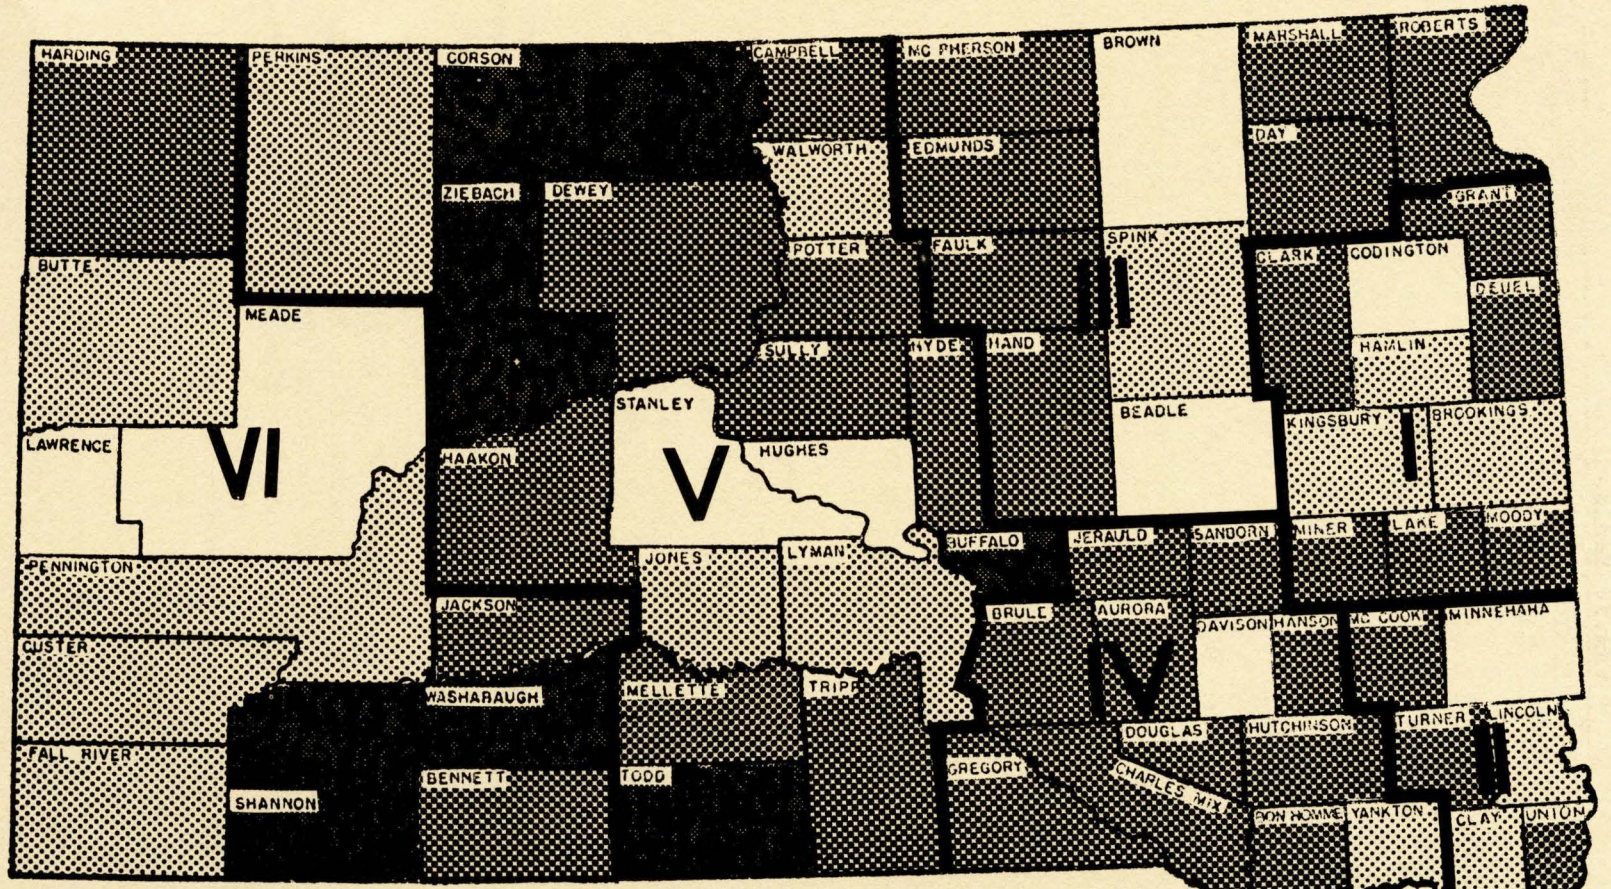 HARDING
PERKINS
CORSON
CAMPBELL
MC PHERSON
BROWN
MARSHALL
ROBERTS
WALWORTH
EDMUNDS
DAY
ZIEBACH
DEWEY
GRANT
BUTTE
POTTER
FAULK
SPINK
CLARK
CODINGTON
DEUEL
III
MEADE
SULLY
HYDE
HAND
HAMLIN
STANLEY
BEADLE
KINGSBURY
I
BROOKINGS
LAWRENCE
VI
HAAKON
V
HUGHES
PENNINGTON
JONES
LYMAN
BUFFALO
JERAULD
SANBORN
MINER
LAKE
MOODY
JACKSON
BRULE
AURORA
DAVISON
HANSON
MC COOK
MINNEHAHA
CUSTER
IV
WASHABAUGH
MELLETTE
TRIPP
DOUGLAS
HUTCHINSON
TURNER
LINCOLN
II
FALL RIVER
SHANNON
BENNETT
TODD
GREGORY
CHARLES MIX
BON HOMME
YANKTON
CLAY
UNION